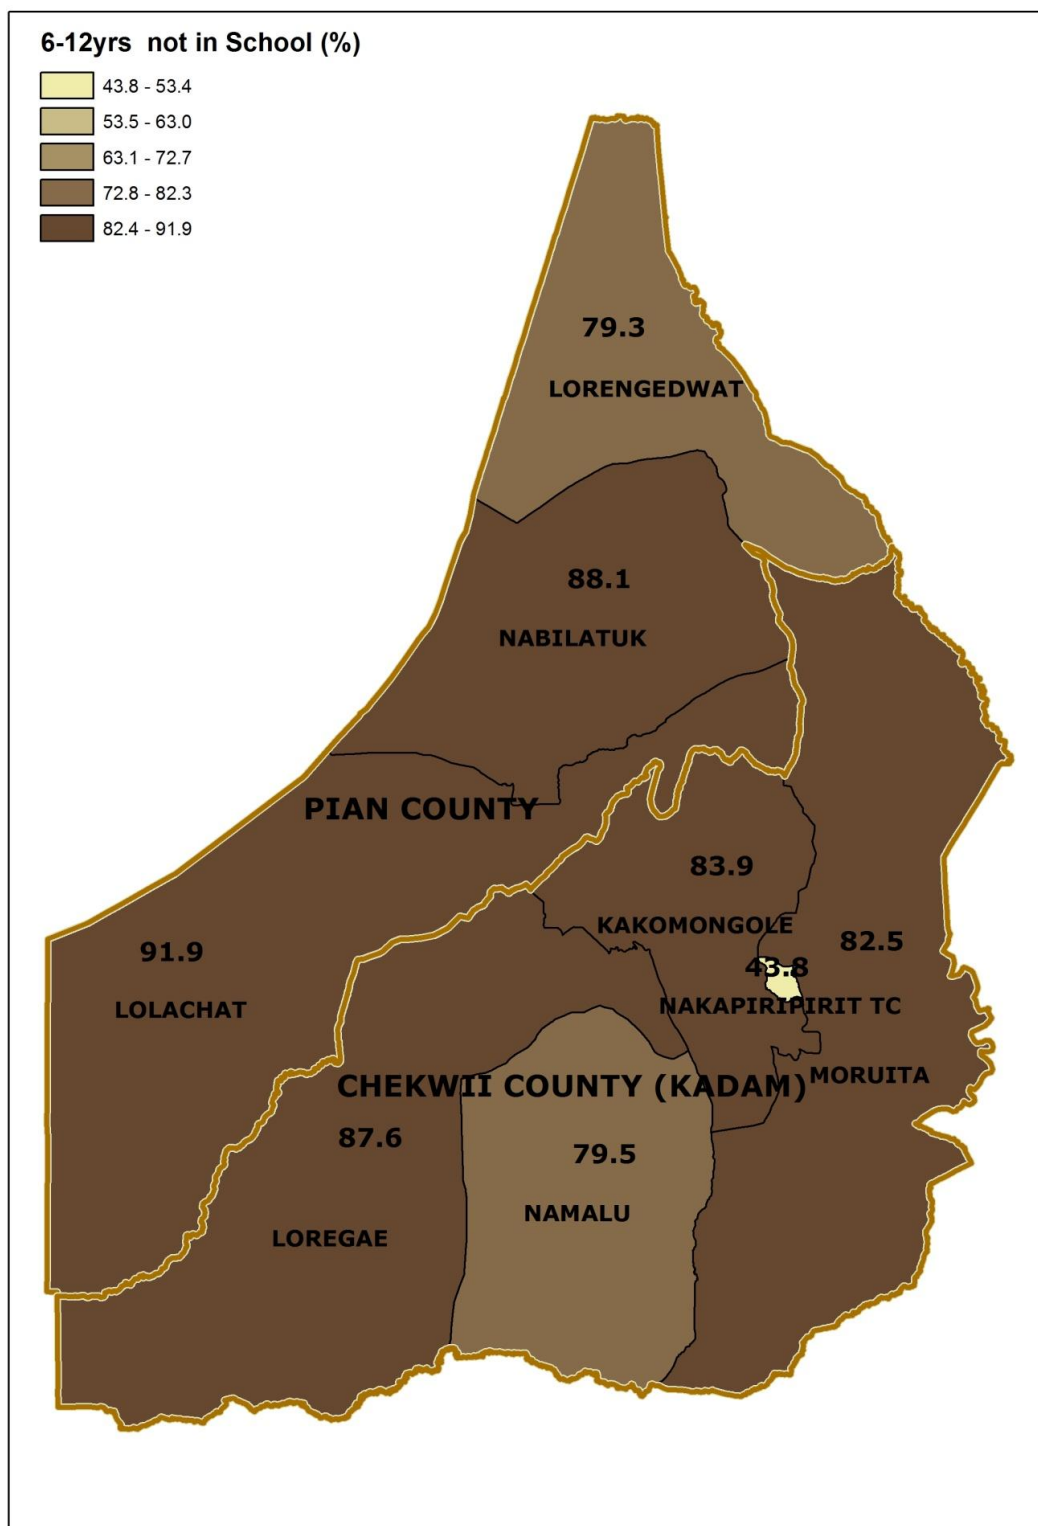 6-12yrs  not in School (%)
43.8 - 53.4
53.5 - 63.0
63.1 - 72.7
72.8 - 82.3
82.4 - 91.9
79.3
LORENGEDWAT
88.1
NABILATUK
PIAN COUNTY
83.9
KAKOMONGOLE
82.5
91.9
43.8
LOLACHAT
NAKAPIRIPIRIT TC
MORUITA
CHEKWII COUNTY (KADAM)
87.6
79.5
NAMALU
LOREGAE